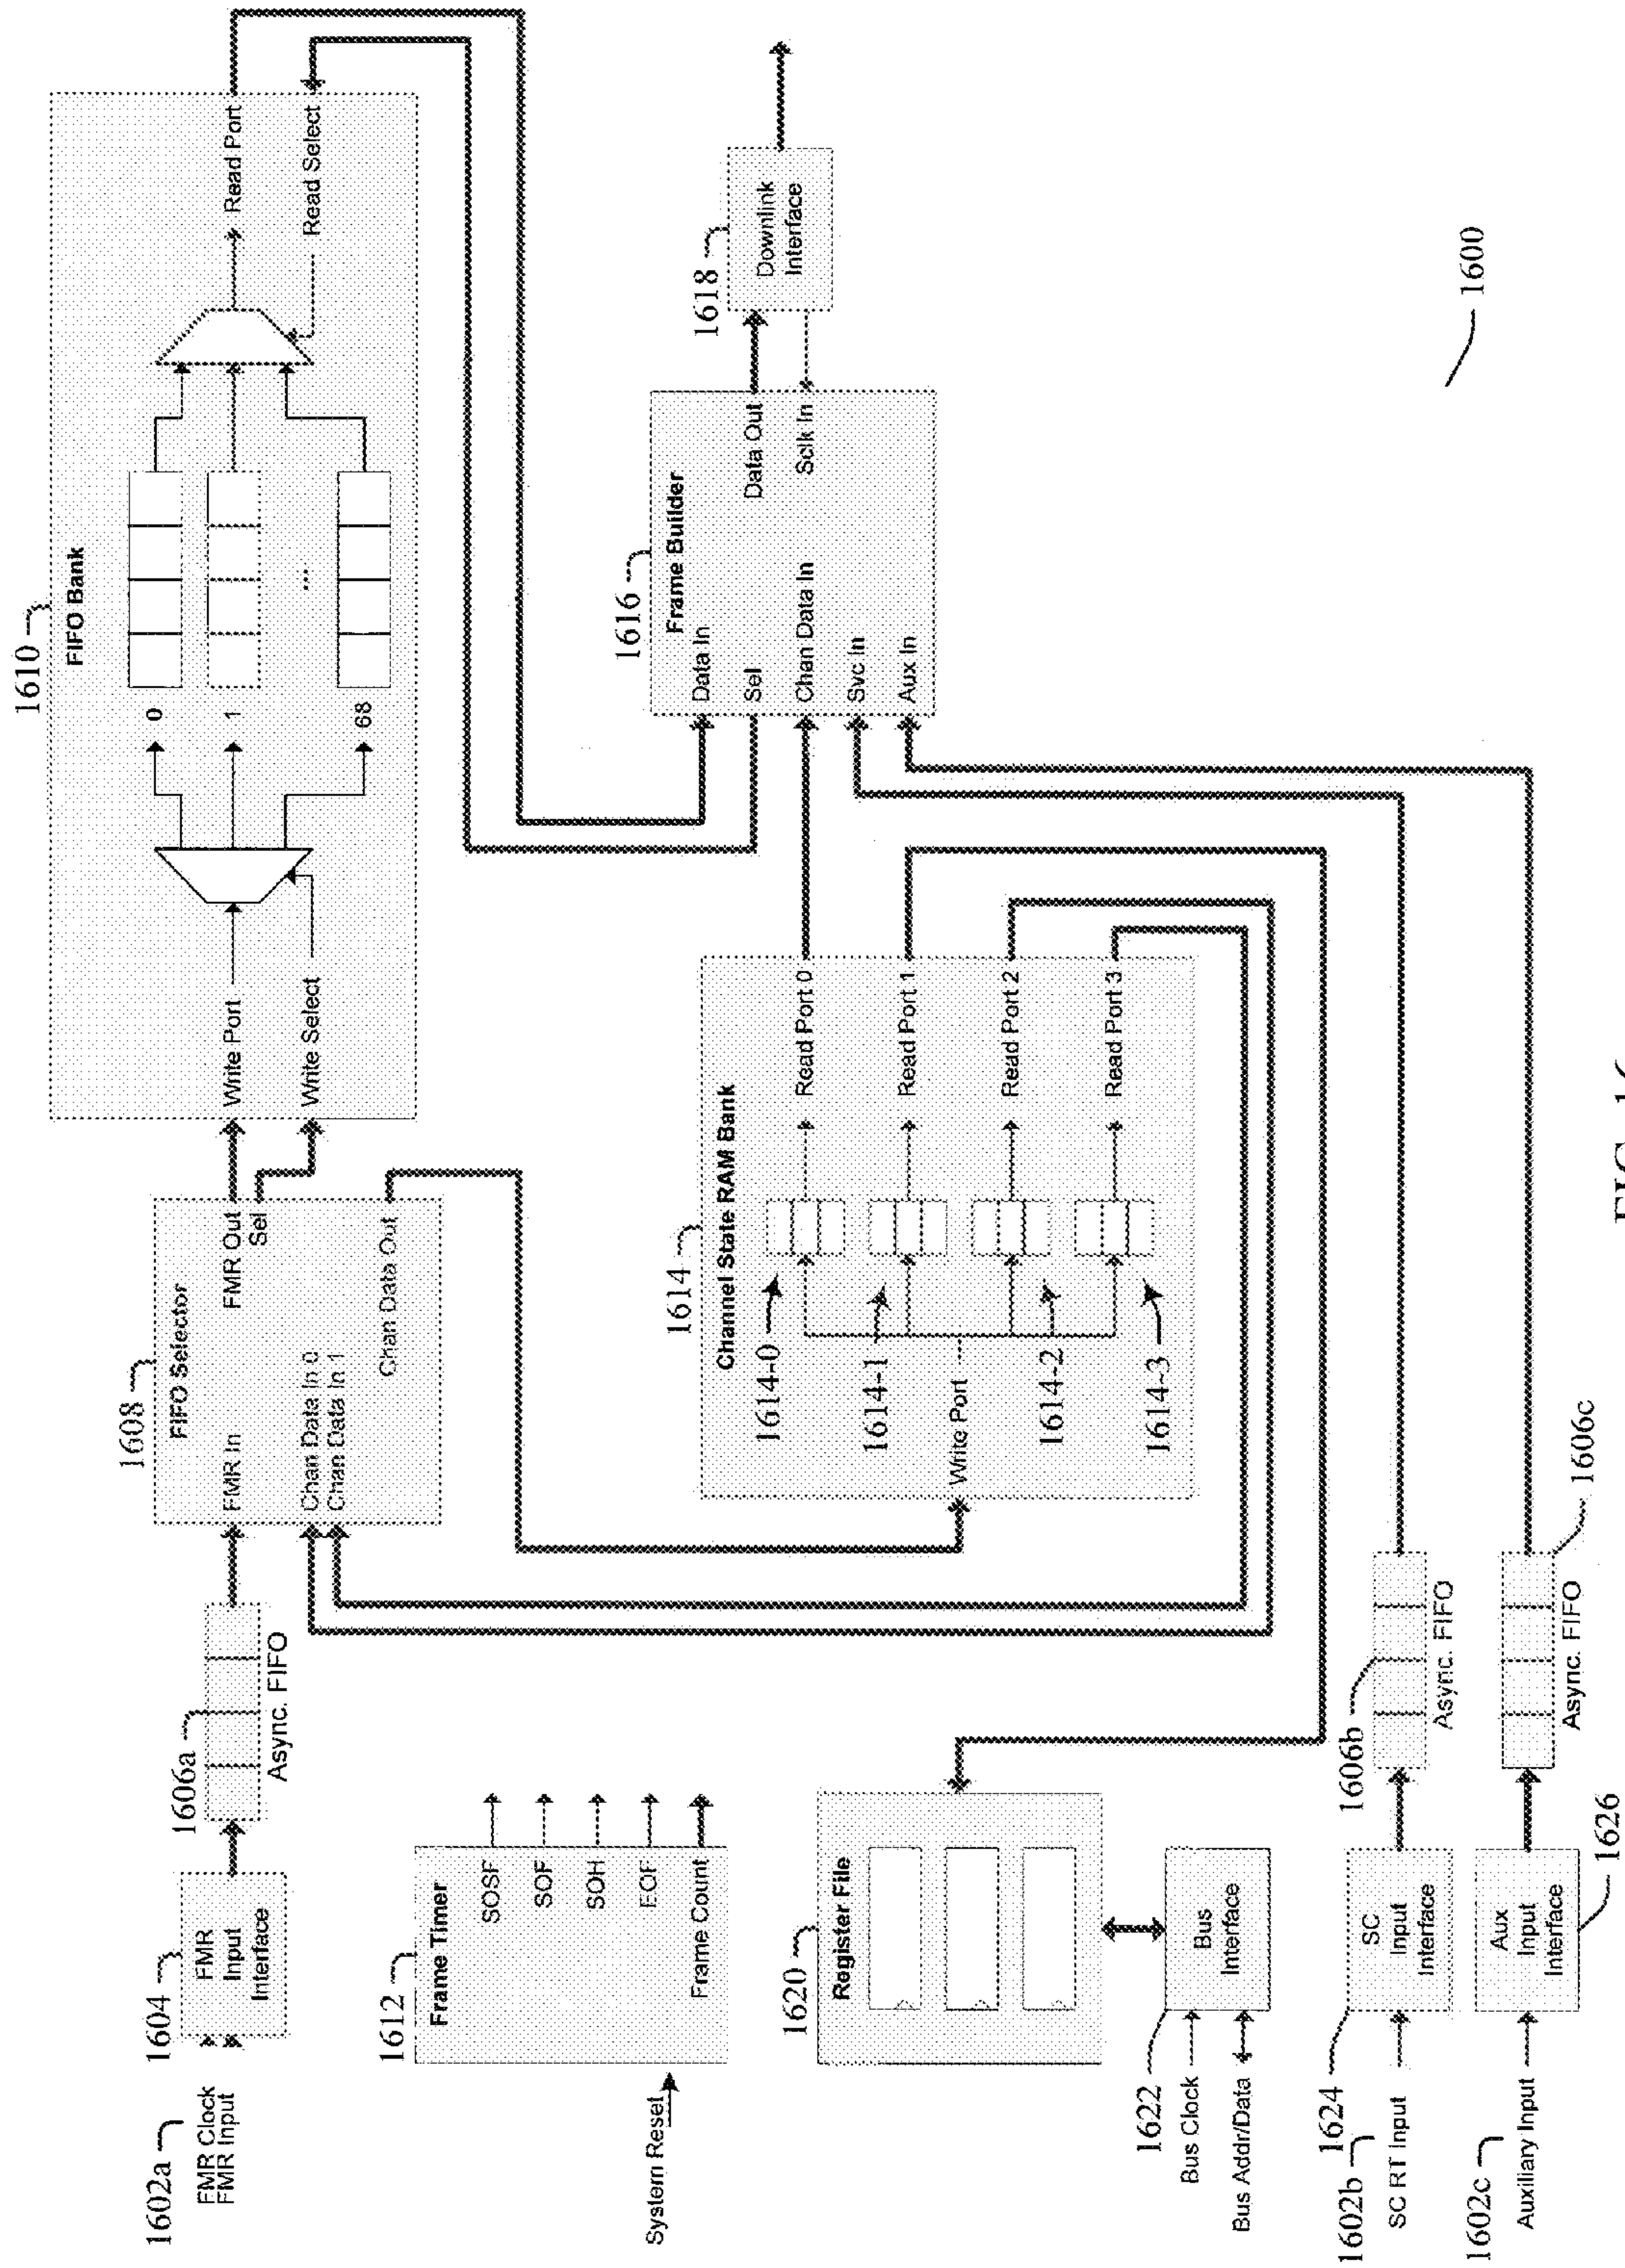 1602a
FMR Clock
FMR Input
1604
FMR
Input
Interface
1606a
Async. FIFO
1608
FIFO Selector
FMR In
FMR Out
Sel
Chan Data In 0
Chan Data In 1
Chan Data Out
1610
FIFO Bank
Write Port
Write Select
0
1
...
68
Read Port
Read Select
1612
Frame Timer
System Reset
SOSF
SOF
SOH
EOF
Frame Count
1614
Channel State RAM Bank
1614-0
1614-1
1614-2
1614-3
Write Port
Read Port 0
Read Port 1
Read Port 2
Read Port 3
1616
Frame Builder
Data In
Sel
Chan Data In
Svc In
Aux In
Data Out
Sclk In
1618
Downlink
Interface
1620
Register File
1622
Bus Clock
Bus Addr/Data
Bus
Interface
1624
1602b
SC RT Input
SC
Input
Interface
1606b
Async. FIFO
1602c
Auxiliary Input
Aux
Input
Interface
1626
Async. FIFO
1606c
1600